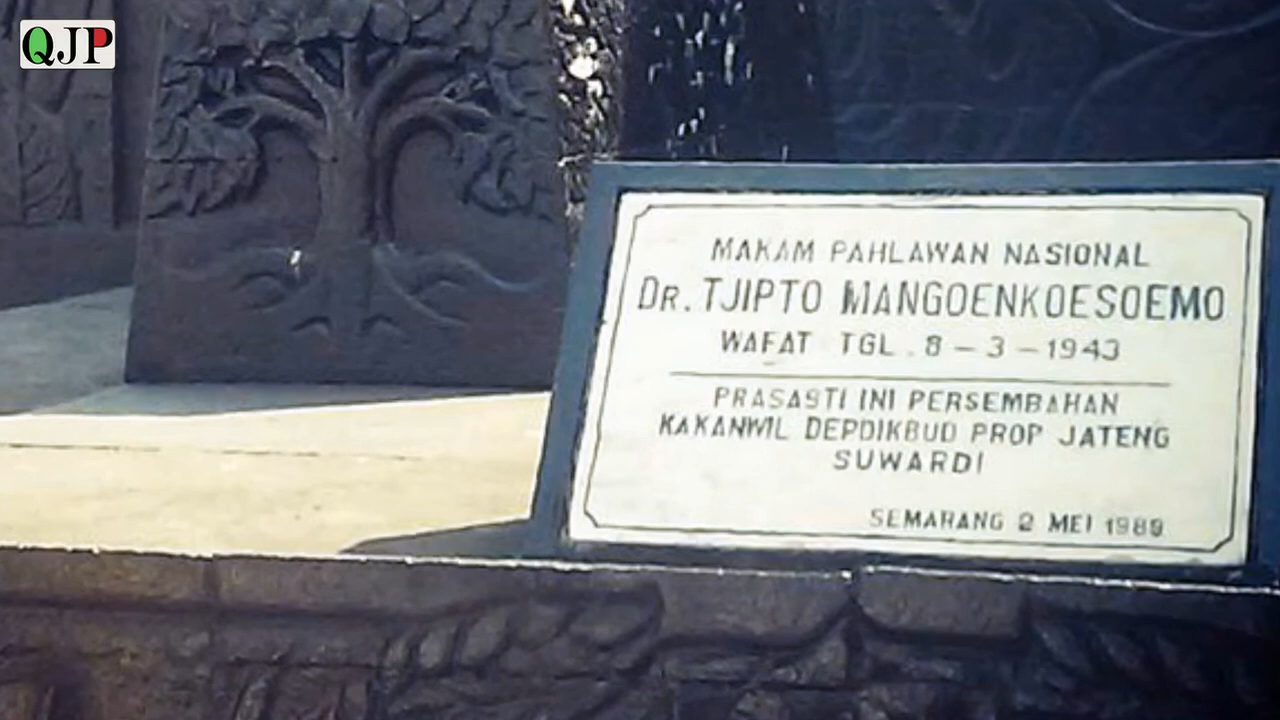 QJP
MAKAM PAHLAWAN NASIONAL
DR. TJIPTO MANGOENKOESOEMO
WAFAT TGL. 8 - 3 - 1943
PRASASTI INI PERSEMBAHAN
KAKANWIL DEPDIKBUD PROP JATENG
SUWARDI
SEMARANG 2 MEI 1989